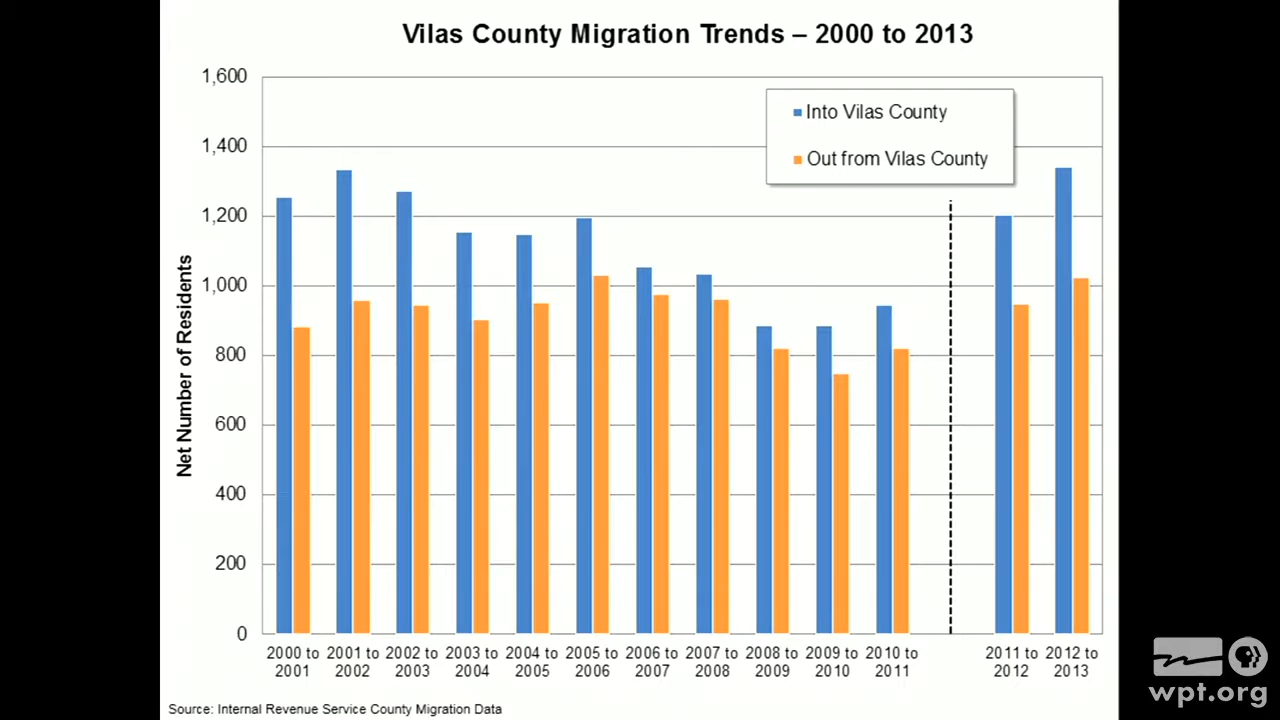 Vilas County Migration Trends – 2000 to 2013
1,600
1,400
1,200
1,000
800
600
400
200
0
Net Number of Residents
Into Vilas County
Out from Vilas County
2000 to
2001
2001 to
2002
2002 to
2003
2003 to
2004
2004 to
2005
2005 to
2006
2006 to
2007
2007 to
2008
2008 to
2009
2009 to
2010
2010 to
2011
2011 to
2012
2012 to
2013
Source: Internal Revenue Service County Migration Data
wpt.org